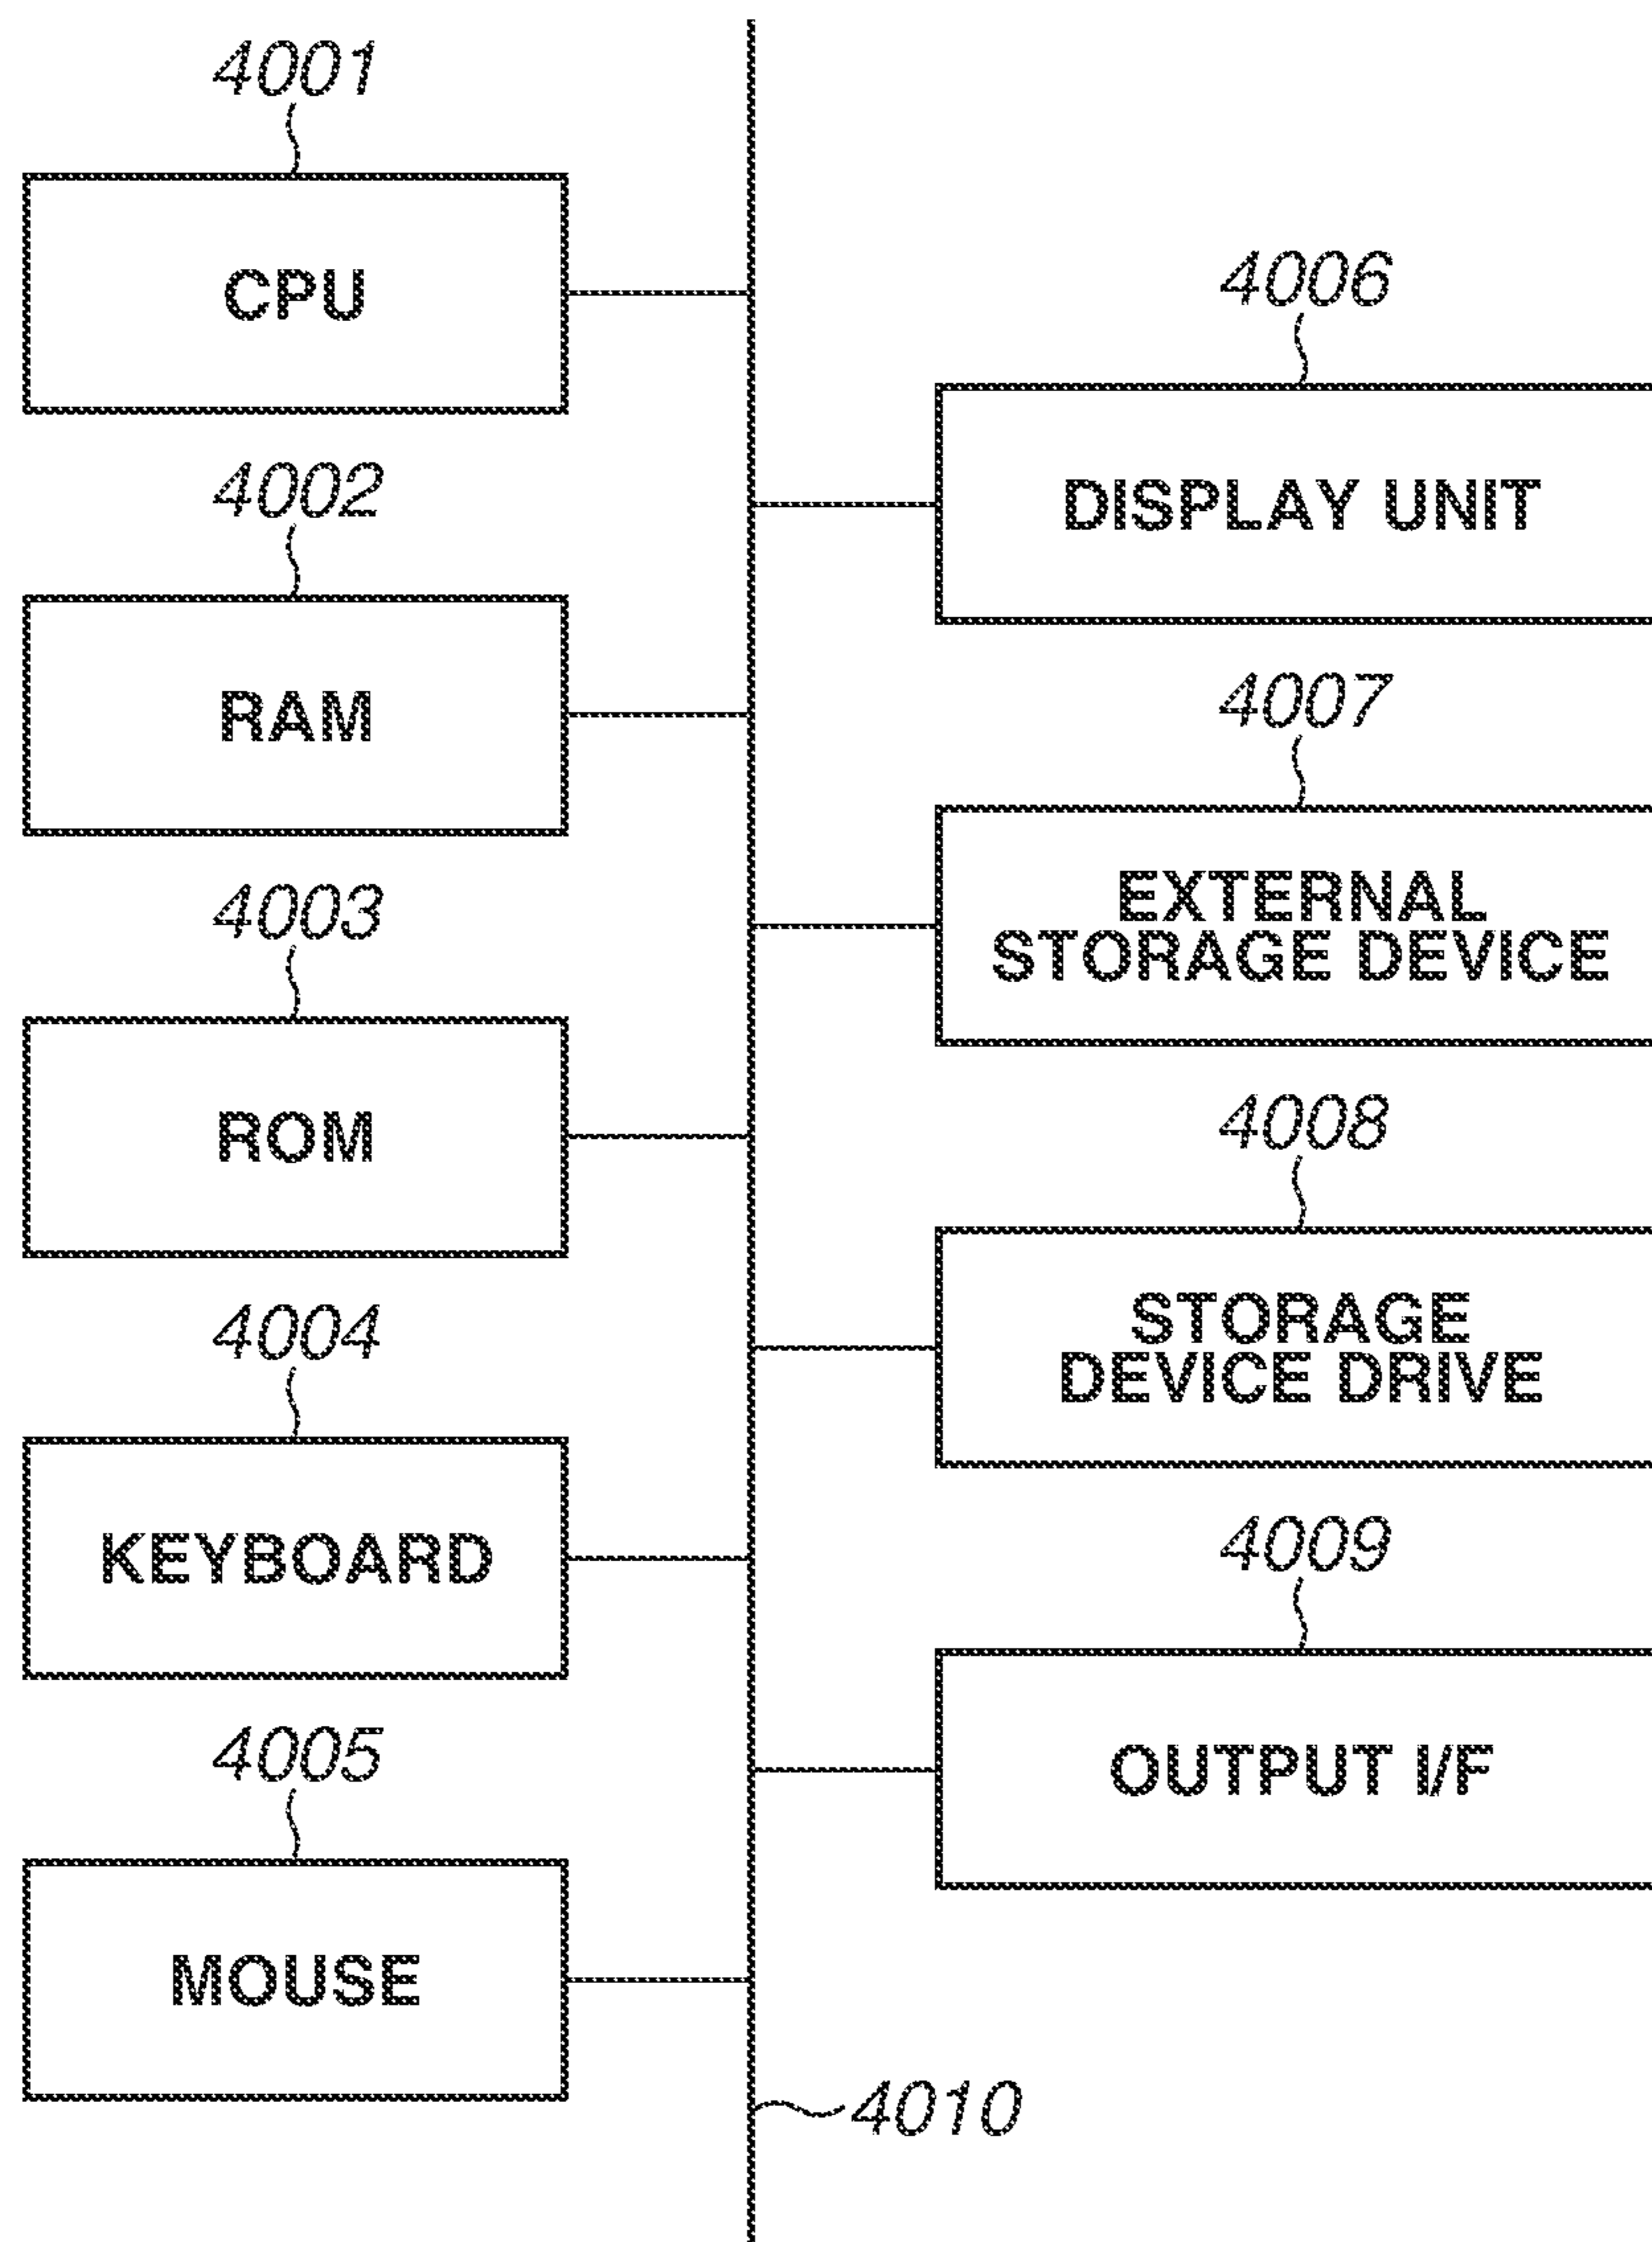 4001
CPU
4002
RAM
4003
ROM
4004
KEYBOARD
4005
MOUSE
4006
DISPLAY UNIT
4007
EXTERNAL
STORAGE DEVICE
4008
STORAGE
DEVICE DRIVE
4009
OUTPUT I/F
4010